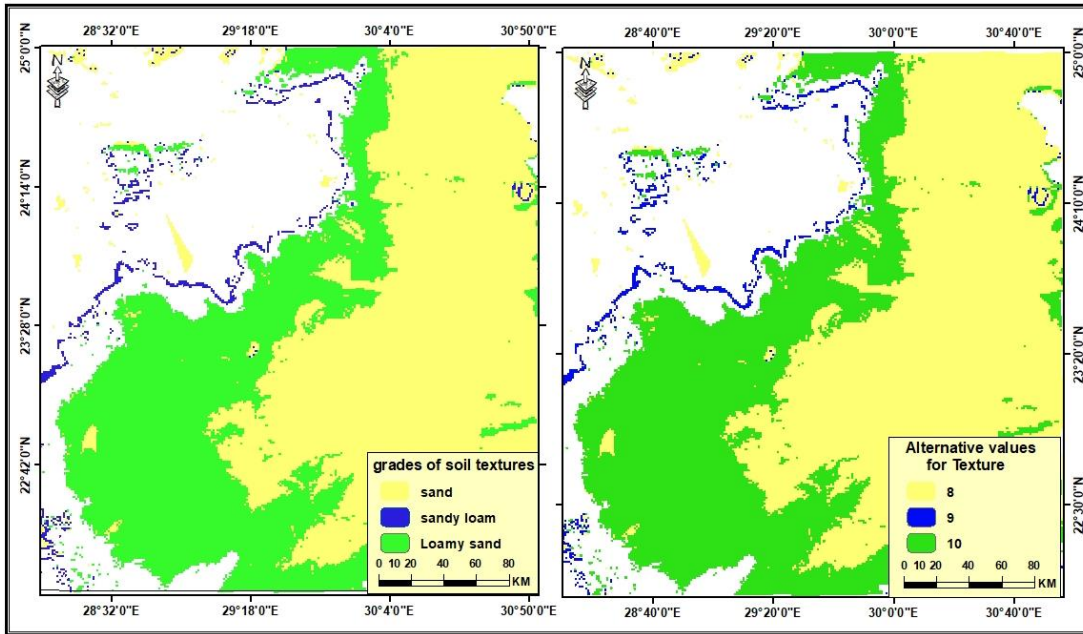 28°32'0"E 29°18'0"E 30°4'0"E 30°50'0"E
28°40'0"E 29°20'0"E 30°0'0"E 30°40'0"E
25°0'0"N
24°14'0"N
23°28'0"N
22°42'0"N
N
grades of soil textures
sand
sandy loam
Loamy sand
0 10 20 40 60 80
KM
28°32'0"E 29°18'0"E 30°4'0"E 30°50'0"E
N
25°0'0"N
24°10'0"N
23°20'0"N
22°30'0"N
Alternative values
for Texture
8
9
10
0 10 20 40 60 80
KM
28°40'0"E 29°20'0"E 30°0'0"E 30°40'0"E